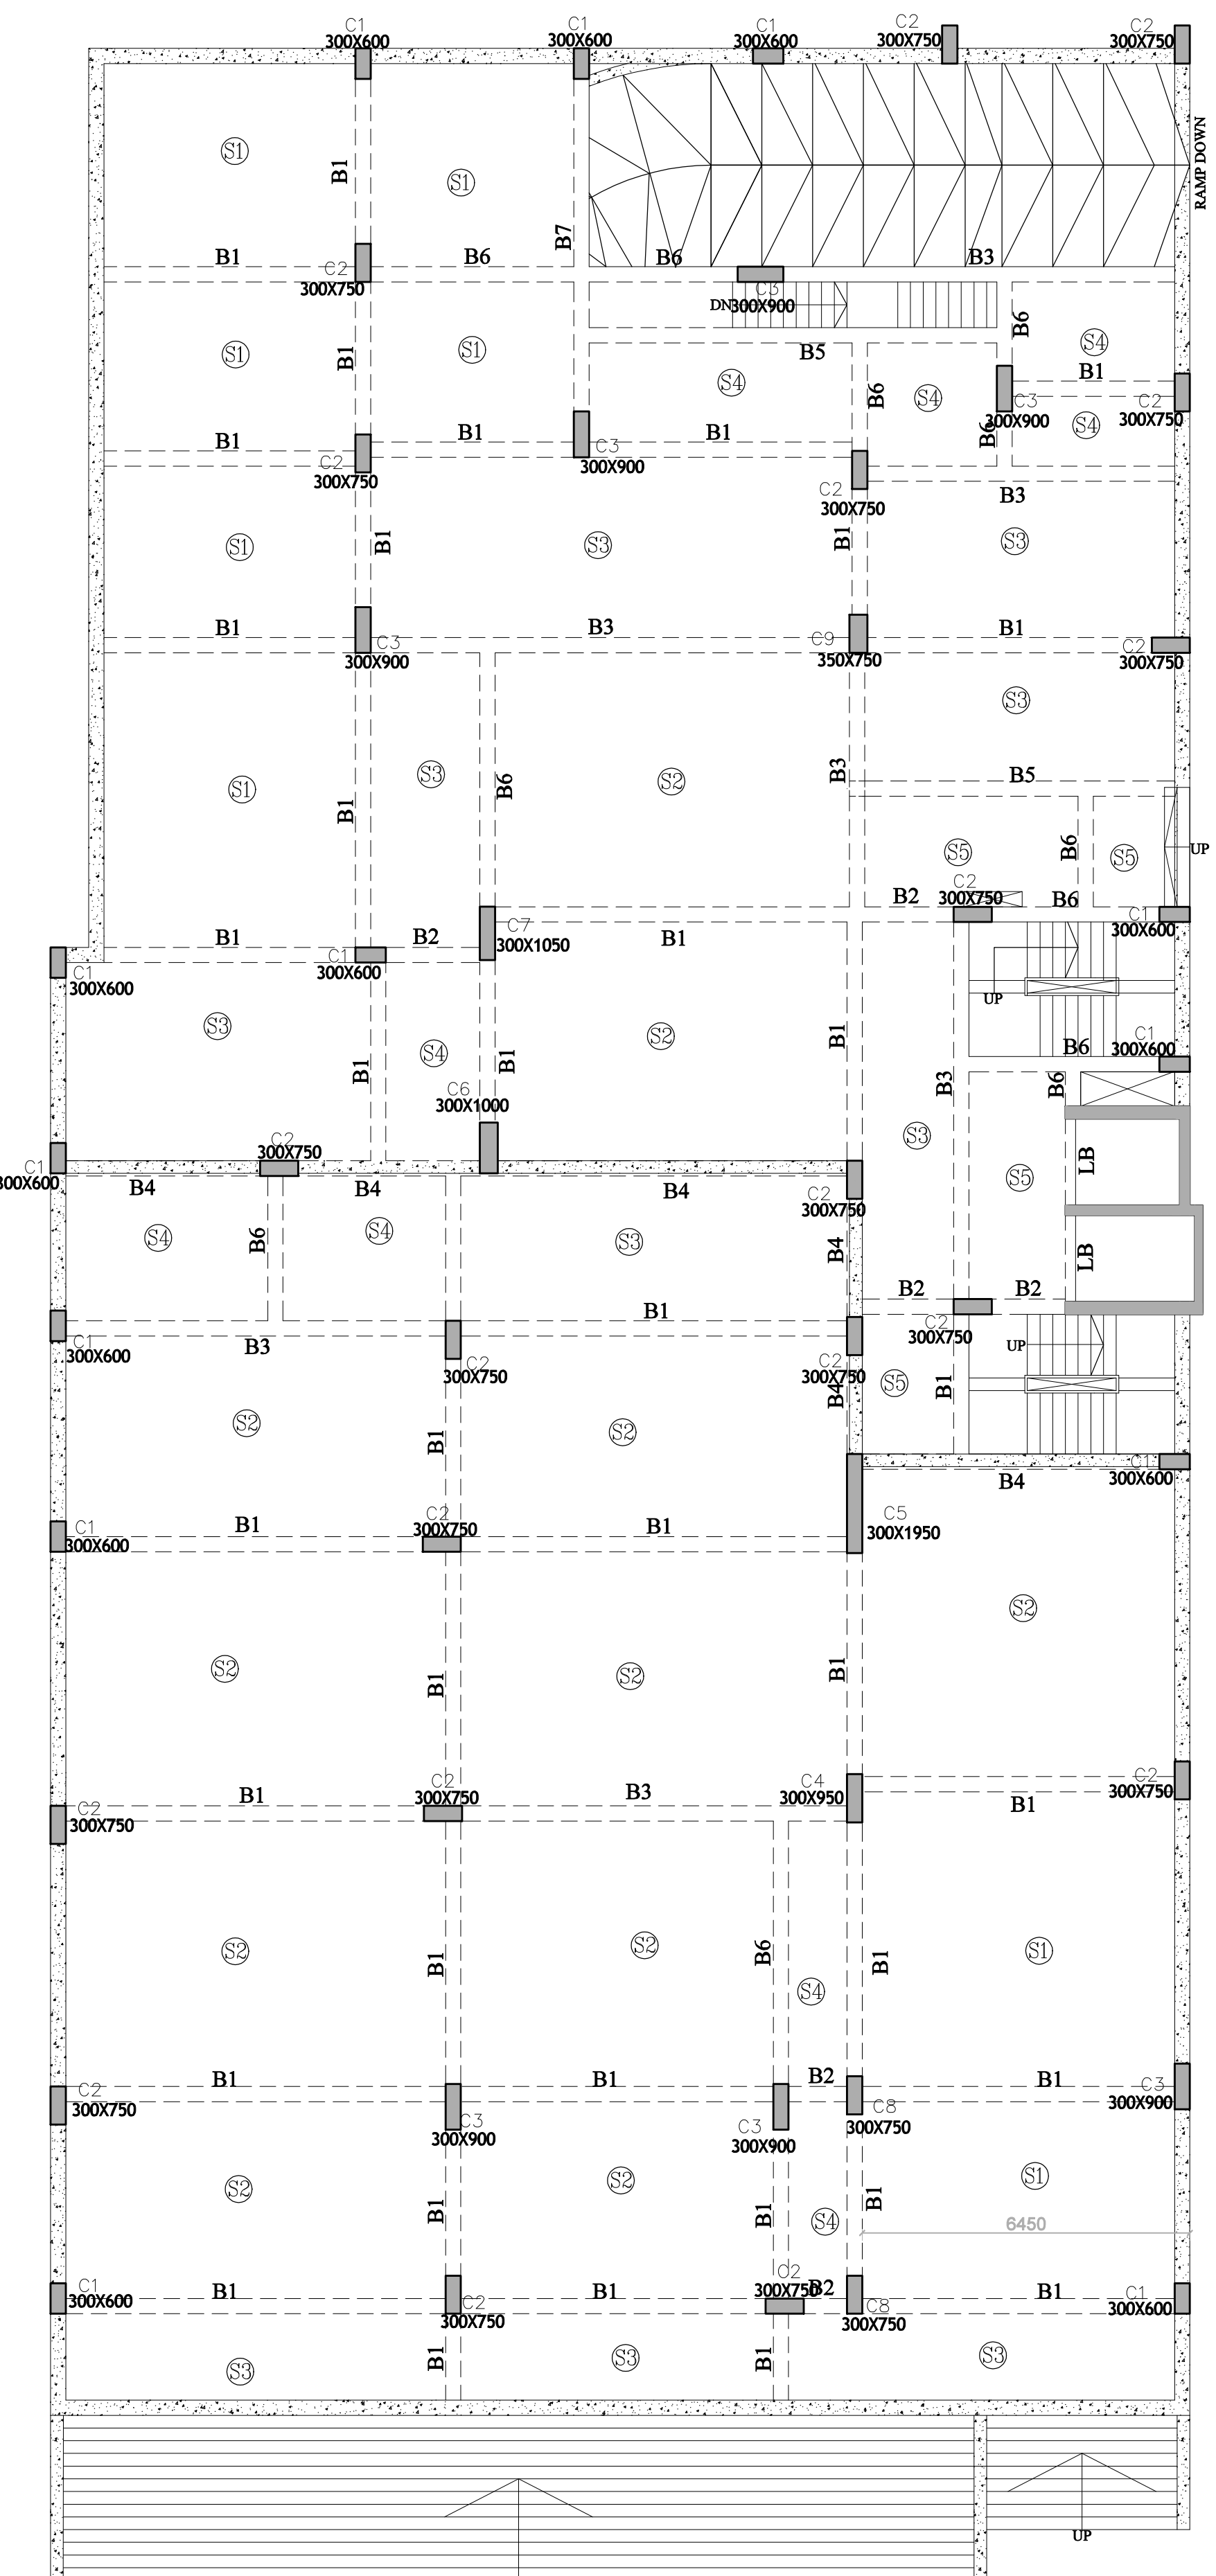 C1
300X600
C1
300X600
C1
300X600
C2
300X750
C2
300X750
RAMP DOWN
S1
B1
S1
B7
B1
B6
B6
B3
C2
300X750
C3
DN
300X900
B6
S1
B1
S1
S4
B5
B6
S4
S4
B1
C3
300X900
C2
300X750
S4
B6
B1
B1
B1
C2
300X750
C3
300X900
C2
300X750
B3
S1
B1
S3
B1
S3
B1
B3
B1
C3
300X900
C9
350X750
C2
300X750
S3
S1
B1
S3
B6
S2
B3
B5
S5
B6
S5
UP
C2
300X750
B2
B6
C1
300X600
B1
B2
C7
300X1050
B1
C1
300X600
C1
300X600
UP
S3
B1
S4
B1
S2
B1
B6
C1
300X600
C6
300X1000
B3
B6
S3
LB
S5
C1
300X600
C2
300X750
B4
B4
B4
C2
300X750
S4
B6
S4
S3
B4
LB
B1
B2
B2
C1
300X600
B3
C2
300X750
C2
300X750
C2
300X750
UP
B4
S5
B1
S2
B1
S2
C1
300X600
B4
C1
300X600
B1
C2
300X750
B1
C5
300X1950
S2
S2
B1
S2
B1
B1
C2
300X750
B3
C4
300X950
C2
300X750
B1
C2
300X750
S2
B1
S2
B6
S4
B1
S1
B1
B1
B2
B1
C2
300X750
C3
300X900
C3
300X900
C8
300X750
C3
300X900
S2
B1
S2
B1
S4
B1
S1
6450
C1
300X600
B1
C2
300X750
B1
C2
300X750
B2
C8
300X750
B1
C1
300X600
S3
B1
S3
B1
S3
UP